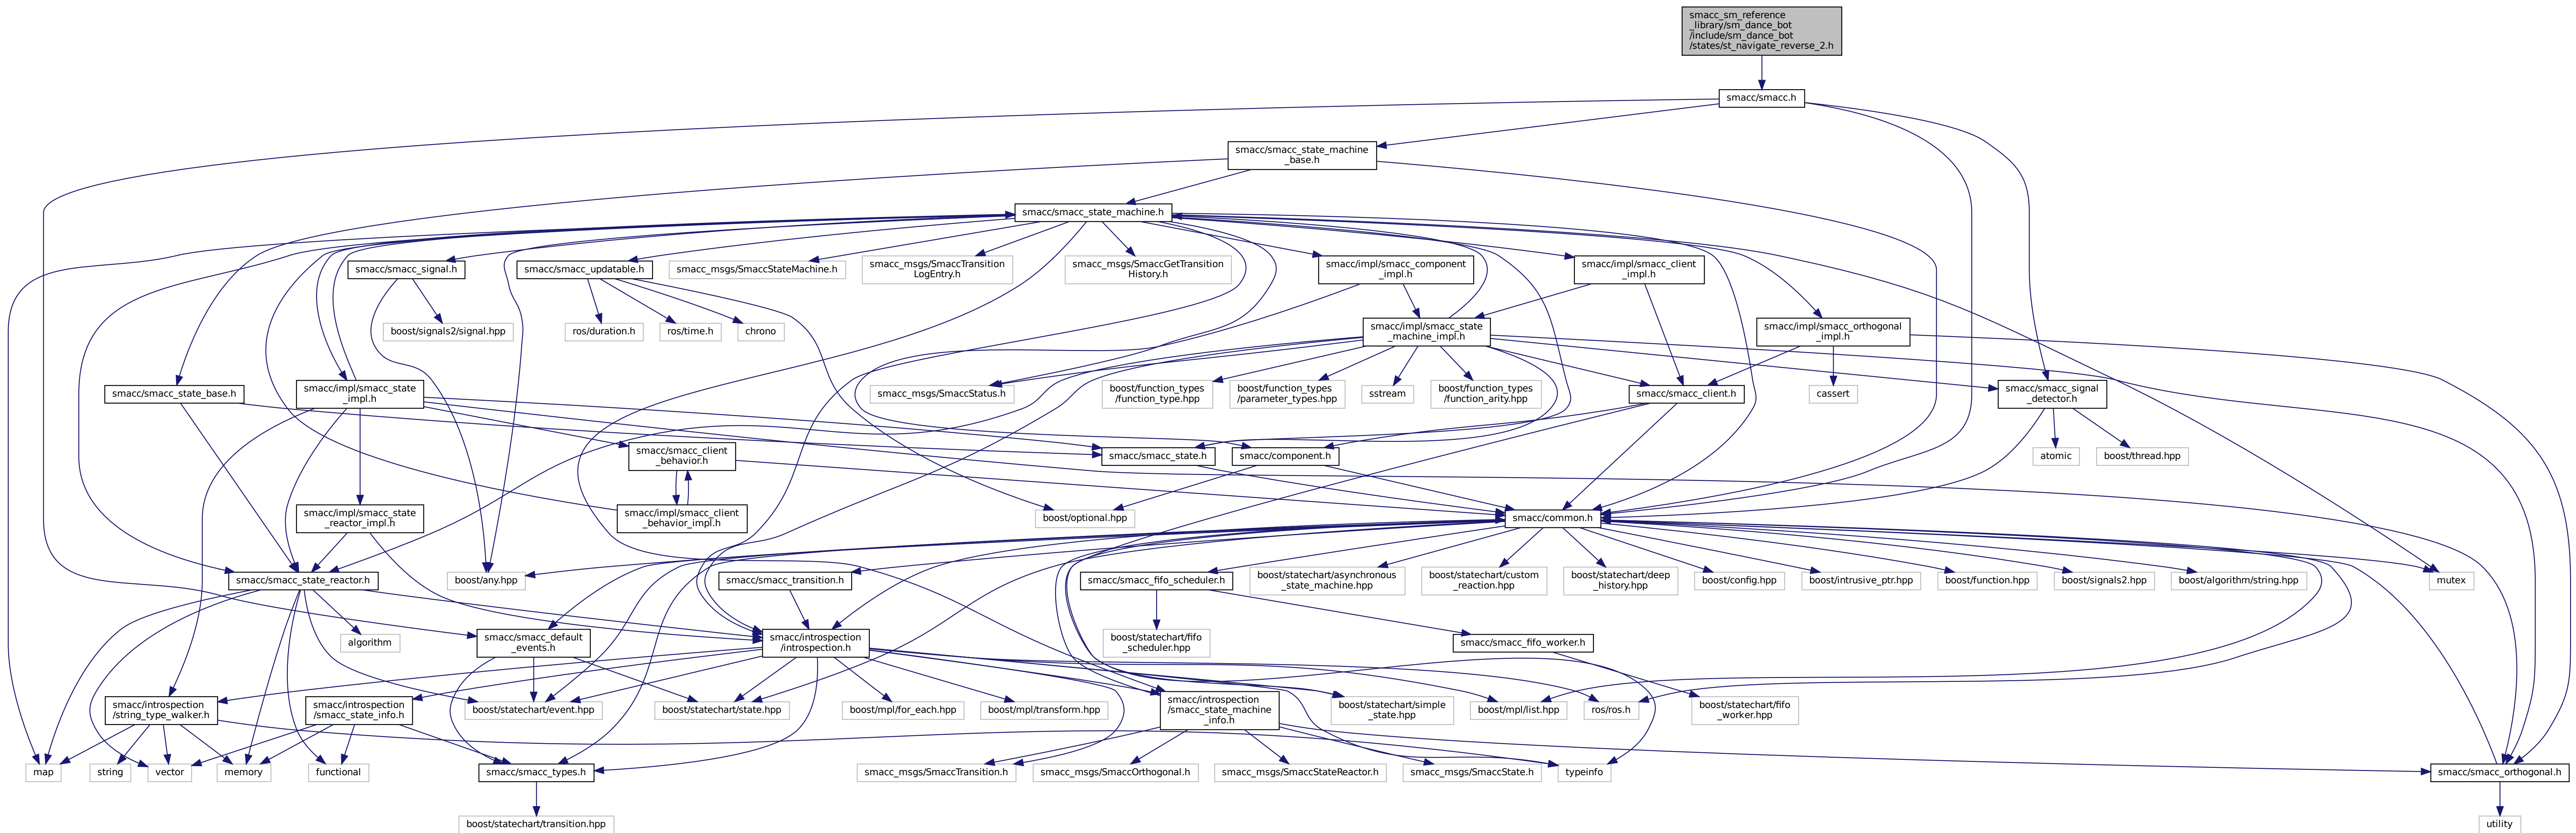 smacc_sm_reference
_library/sm_dance_bot
/include/sm_dance_bot
/states/st_navigate_reverse_2.h
smacc/smacc.h
smacc/smacc_state_machine
_base.h
smacc/smacc_state_machine.h
smacc/smacc_signal.h
smacc/smacc_updatable.h
smacc_msgs/SmaccStateMachine.h
smacc_msgs/SmaccTransition
LogEntry.h
smacc_msgs/SmaccGetTransition
History.h
smacc/impl/smacc_component
_impl.h
smacc/impl/smacc_client
_impl.h
boost/signals2/signal.hpp
ros/duration.h
ros/time.h
chrono
smacc/impl/smacc_state
_machine_impl.h
smacc/impl/smacc_orthogonal
_impl.h
smacc/smacc_state_base.h
smacc/impl/smacc_state
_impl.h
smacc_msgs/SmaccStatus.h
boost/function_types
/function_type.hpp
boost/function_types
/parameter_types.hpp
sstream
boost/function_types
/function_arity.hpp
smacc/smacc_client.h
cassert
smacc/smacc_signal
_detector.h
smacc/smacc_client
_behavior.h
smacc/smacc_state.h
smacc/component.h
atomic
boost/thread.hpp
smacc/impl/smacc_state
_reactor_impl.h
smacc/impl/smacc_client
_behavior_impl.h
boost/optional.hpp
smacc/common.h
smacc/smacc_state_reactor.h
boost/any.hpp
smacc/smacc_transition.h
smacc/smacc_fifo_scheduler.h
boost/statechart/asynchronous
_state_machine.hpp
boost/statechart/custom
_reaction.hpp
boost/statechart/deep
_history.hpp
boost/config.hpp
boost/intrusive_ptr.hpp
boost/function.hpp
boost/signals2.hpp
boost/algorithm/string.hpp
mutex
algorithm
smacc/smacc_default
_events.h
smacc/introspection
/introspection.h
boost/statechart/fifo
_scheduler.hpp
smacc/smacc_fifo_worker.h
smacc/introspection
/string_type_walker.h
smacc/introspection
/smacc_state_info.h
boost/statechart/event.hpp
boost/statechart/state.hpp
boost/mpl/for_each.hpp
boost/mpl/transform.hpp
smacc/introspection
/smacc_state_machine
_info.h
boost/statechart/simple
_state.hpp
boost/mpl/list.hpp
ros/ros.h
boost/statechart/fifo
_worker.hpp
map
string
vector
memory
functional
smacc/smacc_types.h
smacc_msgs/SmaccTransition.h
smacc_msgs/SmaccOrthogonal.h
smacc_msgs/SmaccStateReactor.h
smacc_msgs/SmaccState.h
typeinfo
smacc/smacc_orthogonal.h
boost/statechart/transition.hpp
utility